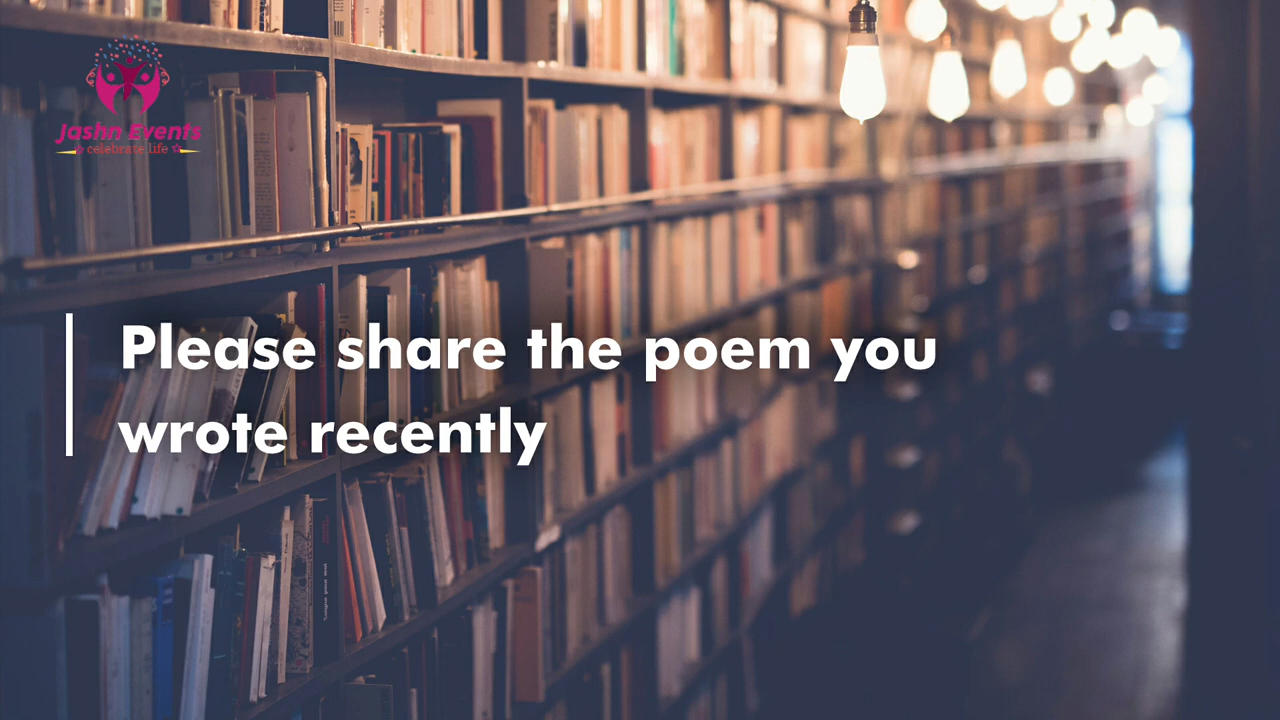 Jashn Events
celebrate life
Please share the poem you
wrote recently